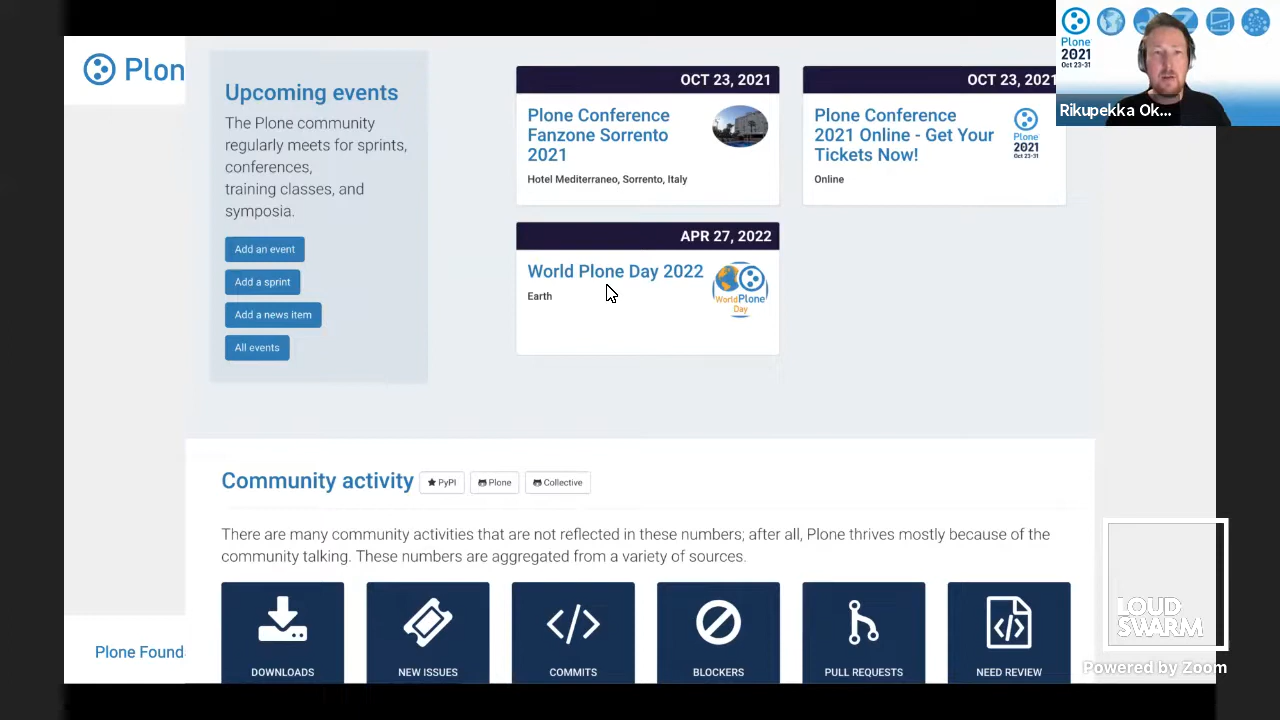 Plon
Upcoming events
The Plone community
regularly meets for sprints,
conferences,
training classes, and
symposia.
Add an event
Add a sprint
Add a news item
All events
OCT 23, 2021
Plone Conference
Fanzone Sorrento
2021
Hotel Mediterraneo, Sorrento, Italy
OCT 23, 2021
Plone Conference
2021 Online - Get Your
Tickets Now!
Online
Plone
2021
Oct 23-31
APR 27, 2022
World Plone Day 2022
Earth
WorldPlone
Day
Plone
2021
Oct 23-31
Rikupekka Ok...
Community activity
PyPI
Plone
Collective
There are many community activities that are not reflected in these numbers; after all, Plone thrives mostly because of the
community talking. These numbers are aggregated from a variety of sources.
DOWNLOADS
NEW ISSUES
COMMITS
BLOCKERS
PULL REQUESTS
NEED REVIEW
Plone Found
LOUD
SWARM
Powered by Zoom